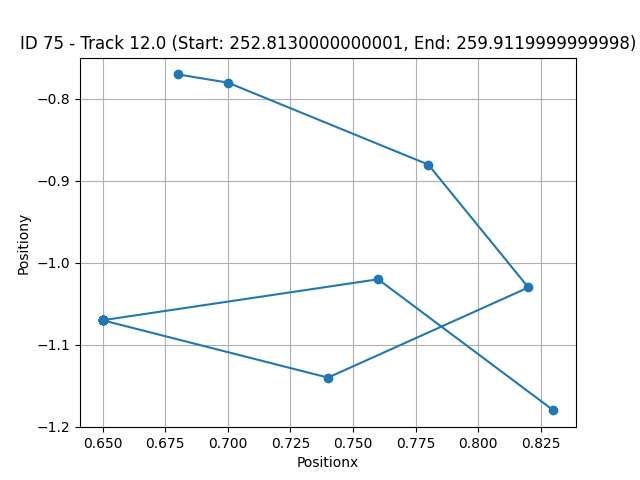 ID 75 - Track 12.0 (Start: 252.8130000000001, End: 259.9119999999998)
−0.8
−0.9
−1.0
−1.1
−1.2
Positiony
0.650 0.675 0.700 0.725 0.750 0.775 0.800 0.825
Positionx